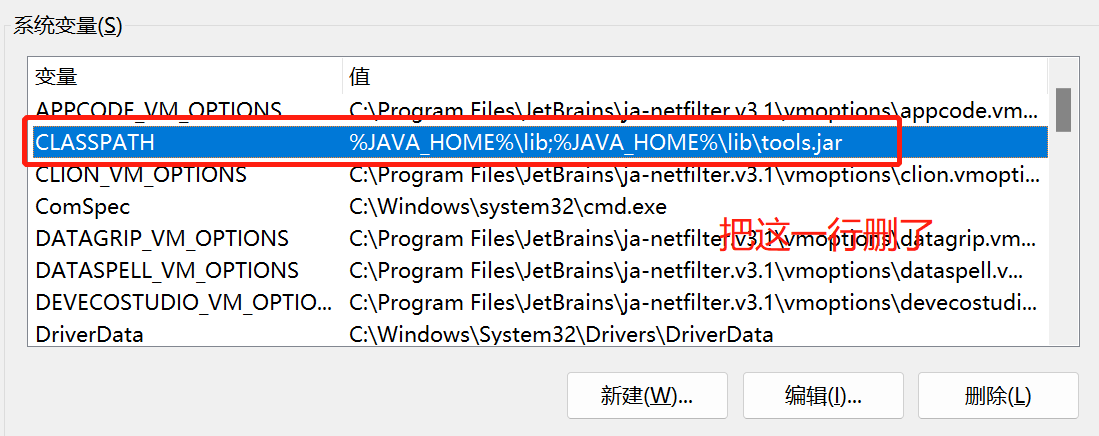 系统变量(S)
变量 值
APPCODE_VM_OPTIONS C:\Program Files\JetBrains\ja-netfilter.v3.1\vmoptions\appcode.vm...
CLASSPATH %JAVA_HOME%\lib;%JAVA_HOME%\lib\tools.jar
CLION_VM_OPTIONS C:\Program Files\JetBrains\ja-netfilter.v3.1\vmoptions\clion.vmopti...
ComSpec C:\Windows\system32\cmd.exe
把这一行删了
DATAGRIP_VM_OPTIONS C:\Program Files\JetBrains\ja-netfilter.v3.1\vmoptions\datagrip.vm...
DATASPELL_VM_OPTIONS C:\Program Files\JetBrains\ja-netfilter.v3.1\vmoptions\dataspell.v...
DEVECOSTUDIO_VM_OPTIO... C:\Program Files\JetBrains\ja-netfilter.v3.1\vmoptions\devecostudi...
DriverData C:\Windows\System32\Drivers\DriverData
新建(W)... 编辑(I)... 删除(L)